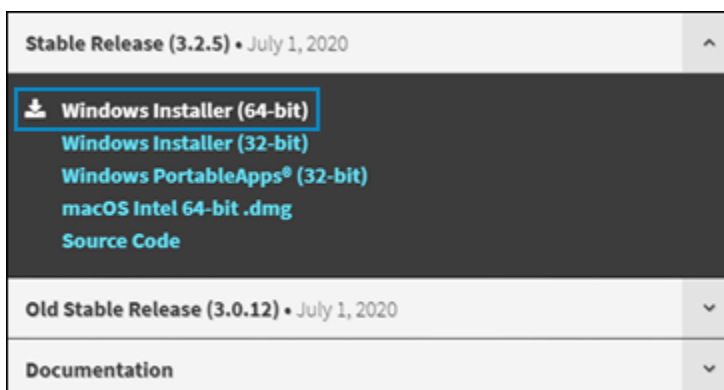 Stable Release (3.2.5) • July 1, 2020
Windows Installer (64-bit)
Windows Installer (32-bit)
Windows PortableApps® (32-bit)
macOS Intel 64-bit .dmg
Source Code
Old Stable Release (3.0.12) • July 1, 2020
Documentation